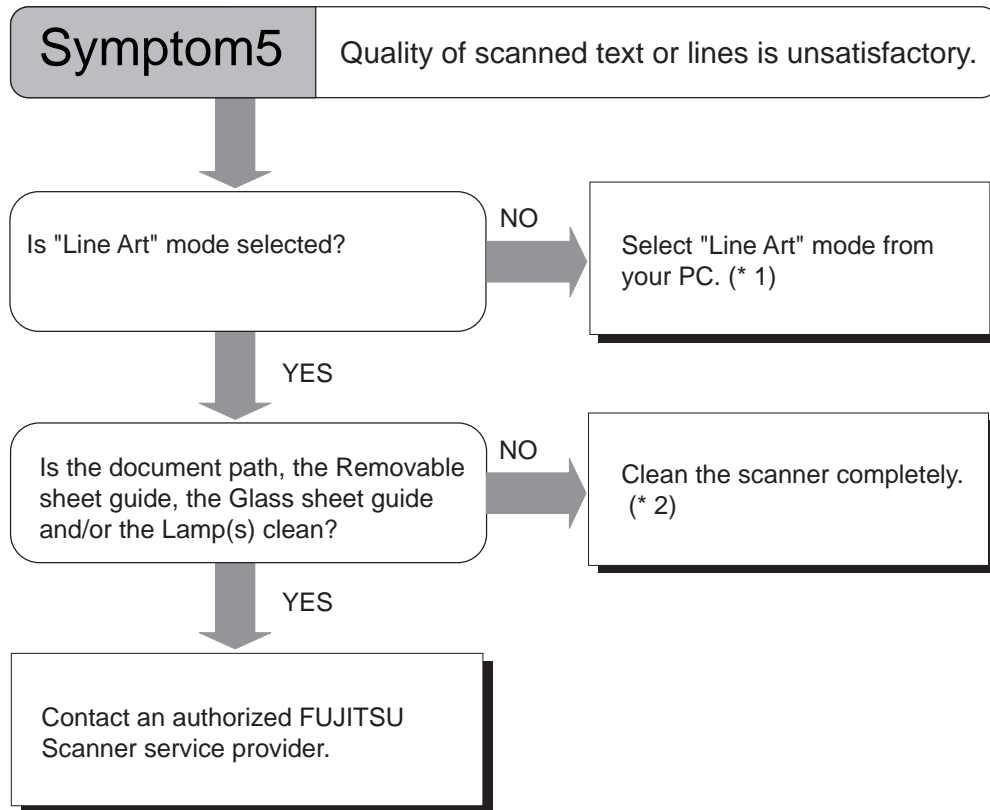 Symptom5
Quality of scanned text or lines is unsatisfactory.
Is "Line Art" mode selected?
NO
Select "Line Art" mode from
your PC. (* 1)
YES
Is the document path, the Removable
sheet guide, the Glass sheet guide
and/or the Lamp(s) clean?
NO
Clean the scanner completely.
(* 2)
YES
Contact an authorized FUJITSU
Scanner service provider.